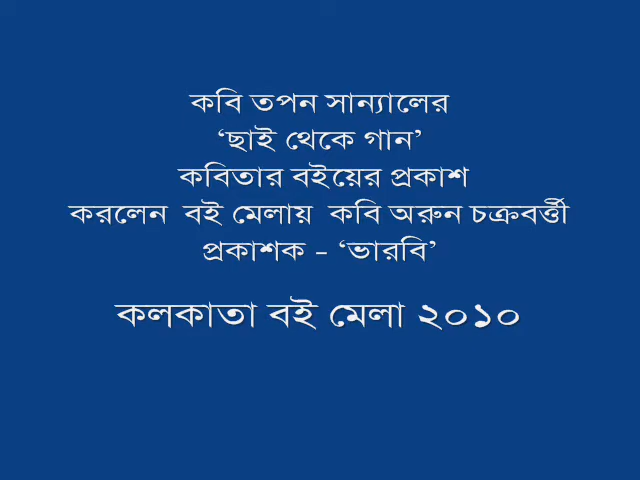 কবি তপন সান্যালের
‘ছাই থেকে গান’
কবিতার বইয়ের প্রকাশ
করলেন বই মেলায় কবি অরুন চক্রবর্ত্তী
প্রকাশক – ‘ভারবি’
কলকাতা বই মেলা ২০১০